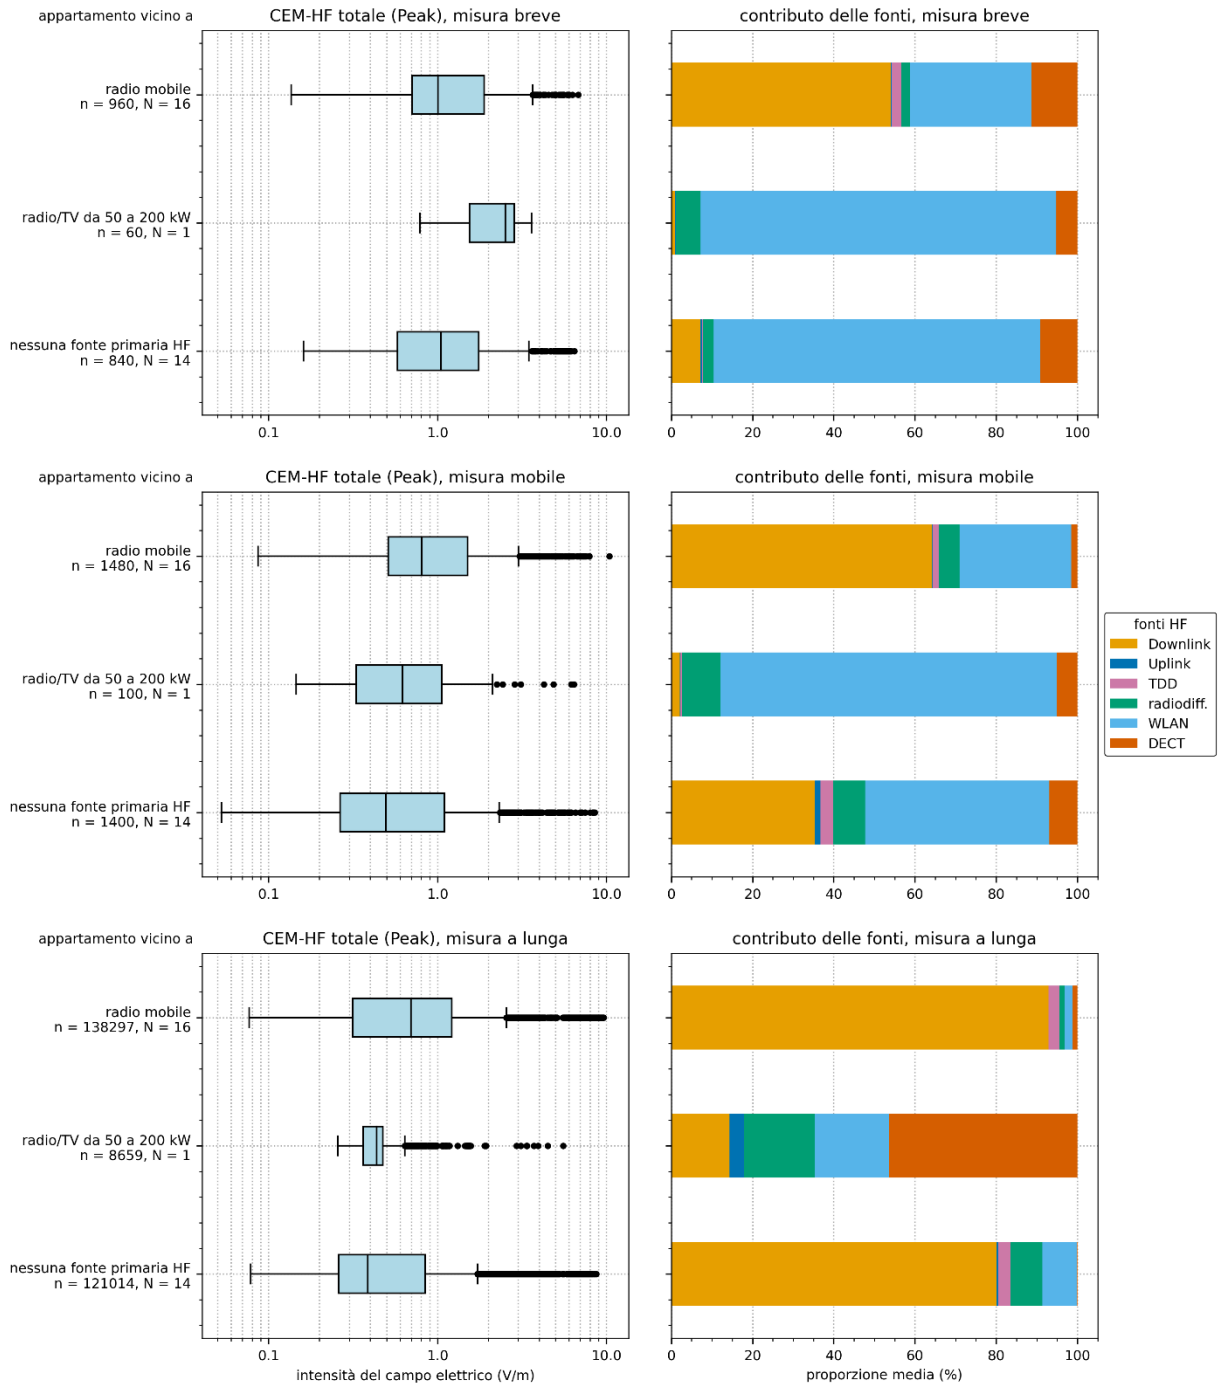 appartamento vicino a
CEM-HF totale (Peak), misura breve
contributo delle fonti, misura breve
radio mobile
n = 960, N = 16
radio/TV da 50 a 200 kW
n = 60, N = 1
nessuna fonte primaria HF
n = 840, N = 14
0.1 1.0 10.0
0 20 40 60 80 100
appartamento vicino a
CEM-HF totale (Peak), misura mobile
contributo delle fonti, misura mobile
radio mobile
n = 1480, N = 16
radio/TV da 50 a 200 kW
n = 100, N = 1
nessuna fonte primaria HF
n = 1400, N = 14
0.1 1.0 10.0
0 20 40 60 80 100
fonti HF
Downlink
Uplink
TDD
radiodiff.
WLAN
DECT
appartamento vicino a
CEM-HF totale (Peak), misura a lunga
contributo delle fonti, misura a lunga
radio mobile
n = 138297, N = 16
radio/TV da 50 a 200 kW
n = 8659, N = 1
nessuna fonte primaria HF
n = 121014, N = 14
0.1 1.0 10.0
intensità del campo elettrico (V/m)
0 20 40 60 80 100
proporzione media (%)